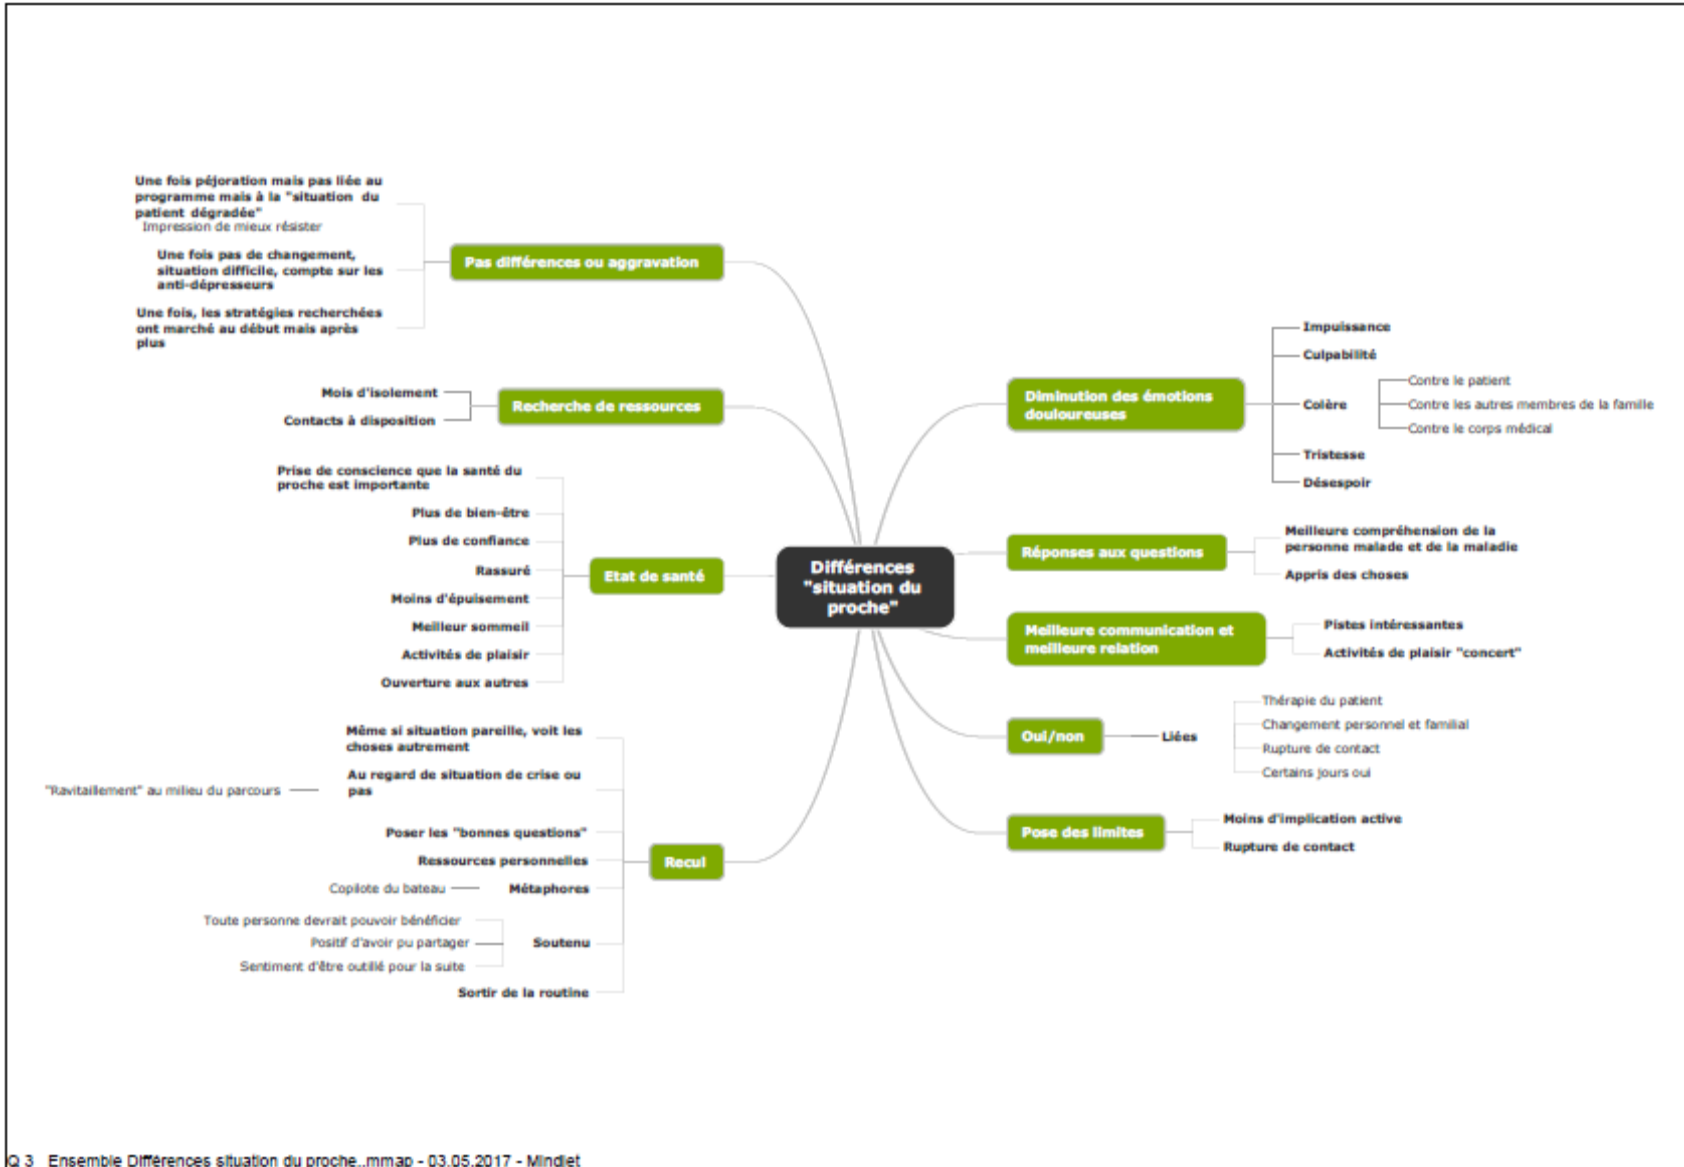 Différences
"situation du
proche"
Diminution des émotions
douloureuses
Impuissance
Culpabilité
Colère
Contre le patient
Contre les autres membres de la famille
Contre le corps médical
Tristesse
Désespoir
Réponses aux questions
Meilleure compréhension de la
personne malade et de la maladie
Appris des choses
Meilleure communication et
meilleure relation
Pistes intéressantes
Activités de plaisir "concert"
Oui/non
Liées
Thérapie du patient
Changement personnel et familial
Rupture de contact
Certains jours oui
Pose des limites
Moins d'implication active
Rupture de contact
Pas différences ou aggravation
Une fois péjoration mais pas liée au
programme mais à la "situation du
patient dégradée"
Impression de mieux résister
Une fois pas de changement,
situation difficile, compte sur les
anti-dépresseurs
Une fois, les stratégies recherchées
ont marché au début mais après
plus
Recherche de ressources
Mois d'isolement
Contacts à disposition
Etat de santé
Prise de conscience que la santé du
proche est importante
Plus de bien-être
Plus de confiance
Rassuré
Moins d'épuisement
Meilleur sommeil
Activités de plaisir
Ouverture aux autres
Recul
Même si situation pareille, voit les
choses autrement
Au regard de situation de crise ou
pas
"Ravitaillement" au milieu du parcours
Poser les "bonnes questions"
Ressources personnelles
Métaphores
Copilote du bateau
Soutenu
Toute personne devrait pouvoir bénéficier
Positif d'avoir pu partager
Sentiment d'être outillé pour la suite
Sortir de la routine
Q 3 Ensemble Différences situation du proche..mmap - 03.05.2017 - Mindjet